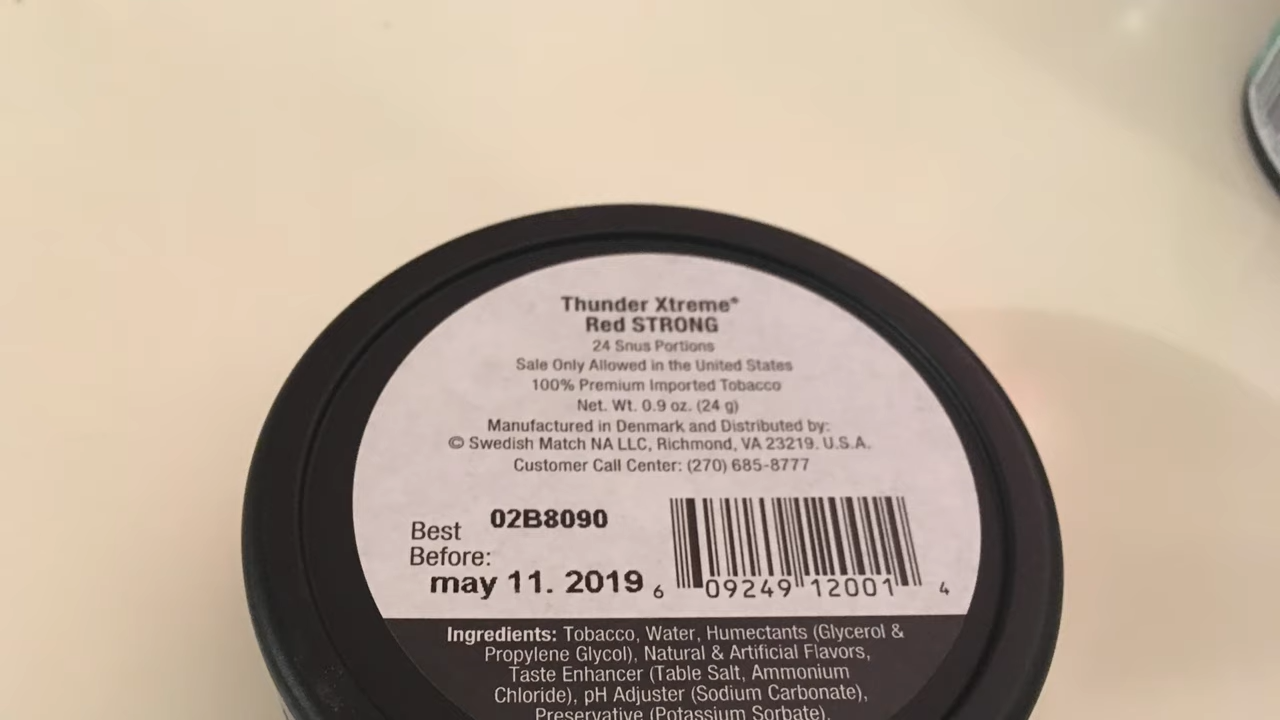 Thunder Xtreme®
Red STRONG
24 Snus Portions
Sale Only Allowed in the United States
100% Premium Imported Tobacco
Net. Wt. 0.9 oz. (24 g)
Manufactured in Denmark and Distributed by:
© Swedish Match NA LLC, Richmond, VA 23219. U.S.A.
Customer Call Center: (270) 685-8777
02B8090
Best
Before:
may 11. 2019
6 09249 12001 4
Ingredients: Tobacco, Water, Humectants (Glycerol &
Propylene Glycol), Natural & Artificial Flavors,
Taste Enhancer (Table Salt, Ammonium
Chloride), pH Adjuster (Sodium Carbonate),
Preservative (Potassium Sorbate).